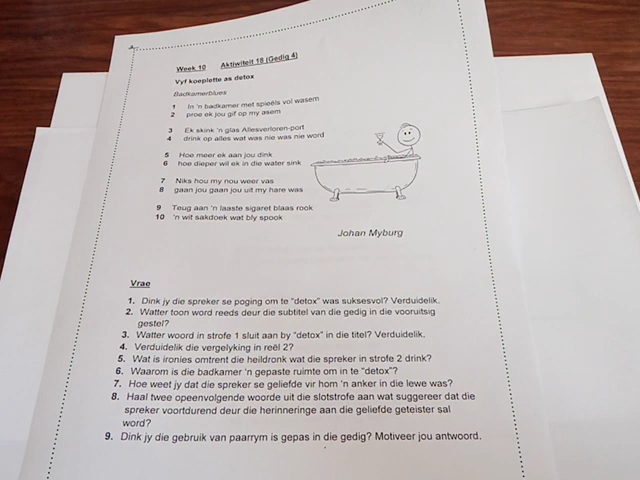 Week 10 Aktiwiteit 18 (Gedig 4)
Vyf koeplette as detox
Badkamerblues
1 In 'n badkamer met spieëls vol wasem
2 proe ek jou gif op my asem
3 Ek skink 'n glas Allesverloren-port
4 drink op alles wat was nie was nie word
5 Hoe meer ek aan jou dink
6 hoe dieper wil ek in die water sink
7 Niks hou my nou weer vas
8 gaan jou gaan jou uit my hare was
9 Teug aan 'n laaste sigaret blaas rook
10 'n wit sakdoek wat bly spook
Johan Myburg
Vrae
1. Dink jy die spreker se poging om te "detox" was suksesvol? Verduidelik.
2. Watter toon word reeds deur die subtitel van die gedig in die vooruitsig
gestel?
3. Watter woord in strofe 1 sluit aan by "detox" in die titel? Verduidelik.
4. Verduidelik die vergelyking in reël 2?
5. Wat is ironies omtrent die heildronk wat die spreker in strofe 2 drink?
6. Waarom is die badkamer 'n gepaste ruimte om in te "detox"?
7. Hoe weet jy dat die spreker se geliefde vir hom 'n anker in die lewe was?
8. Haal twee opeenvolgende woorde uit die slotstrofe aan wat suggereer dat die
spreker voortdurend deur die herinneringe aan die geliefde geteister sal
word?
9. Dink jy die gebruik van paarrym is gepas in die gedig? Motiveer jou antwoord.